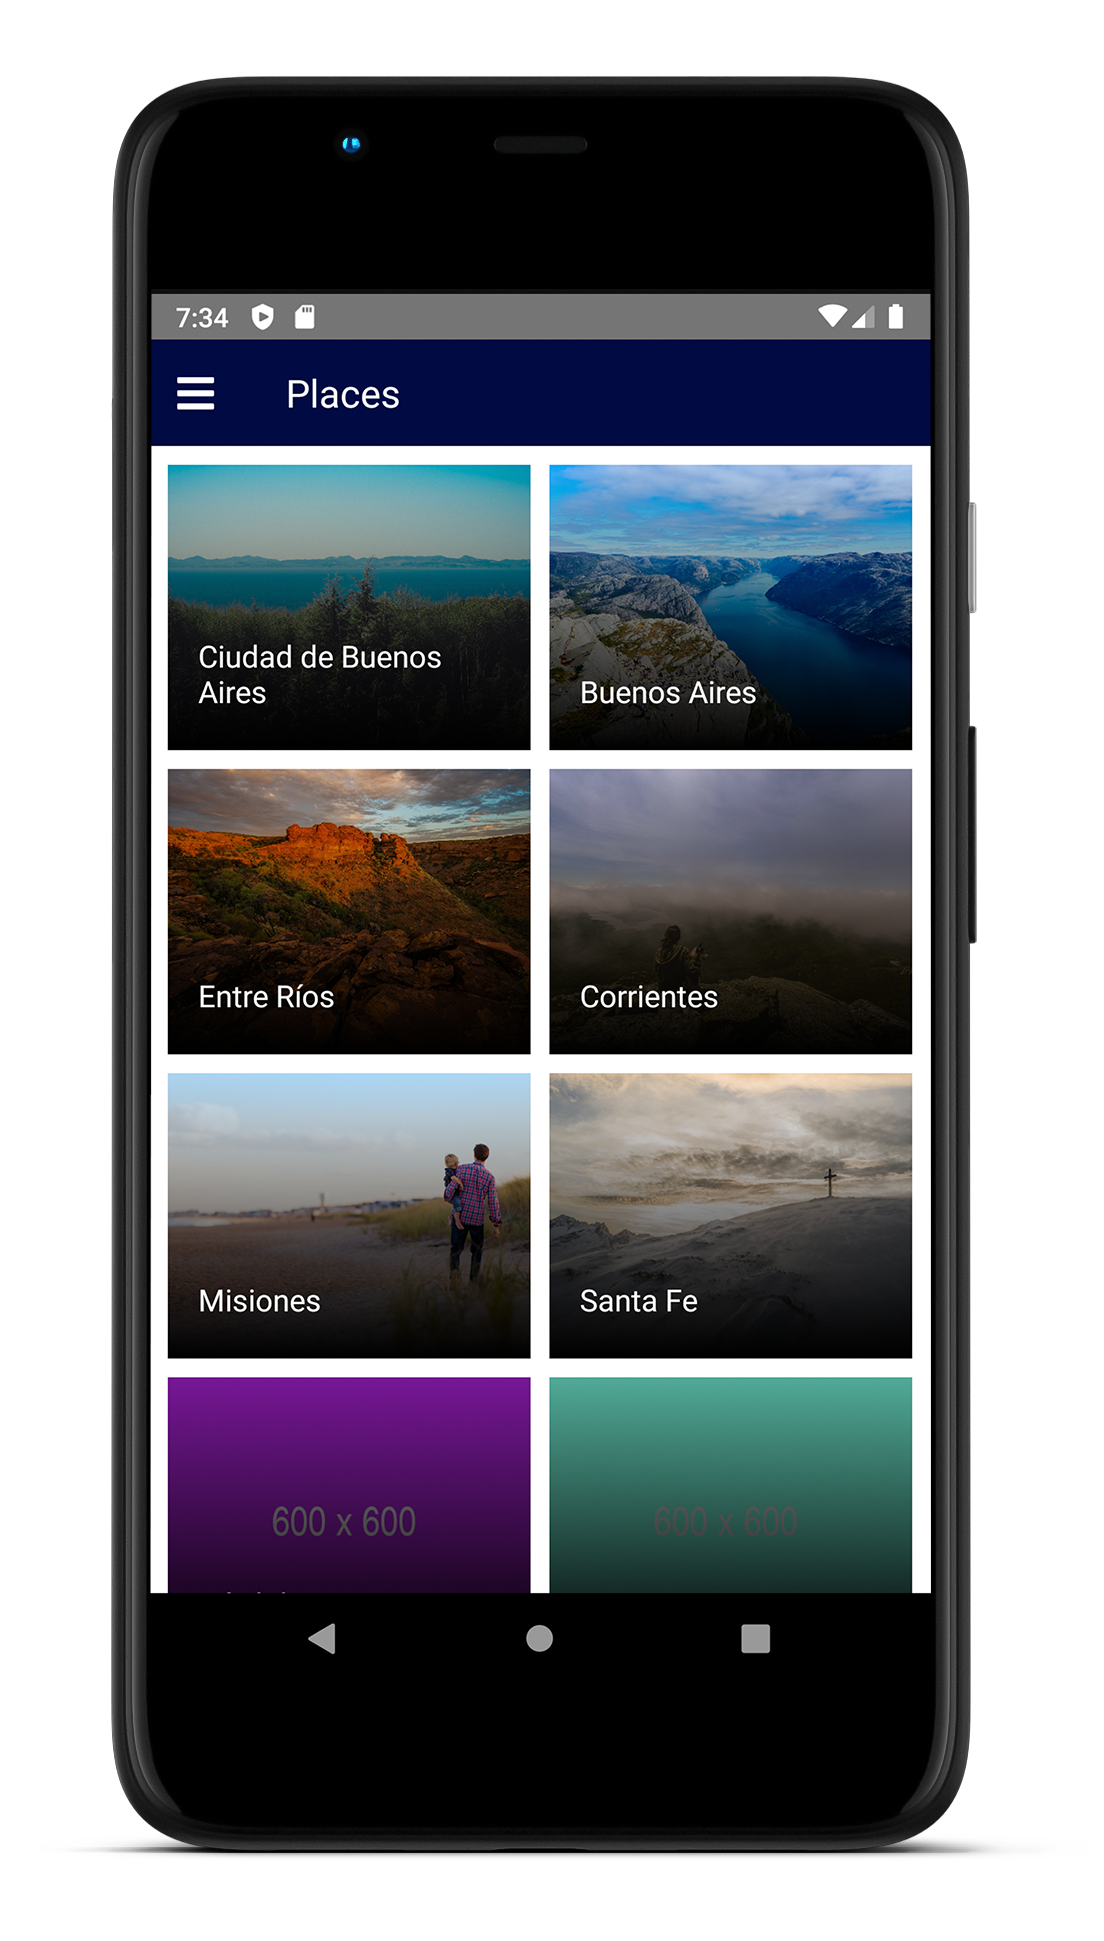 7:34
Places
Ciudad de Buenos
Aires
Buenos Aires
Entre Ríos
Corrientes
Misiones
Santa Fe
600 x 600
600 x 600